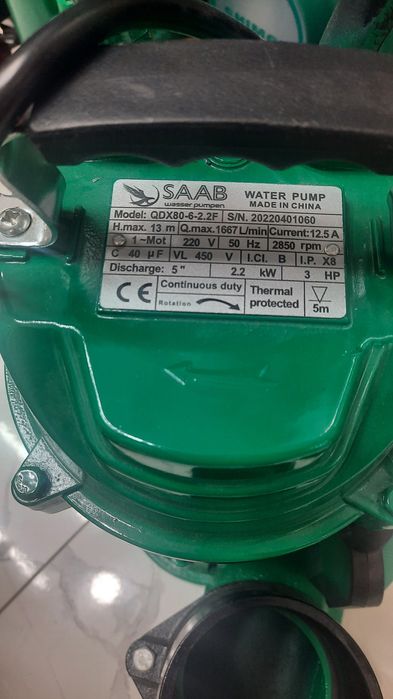 SAAB
wasser pumpen
WATER PUMP
MADE IN CHINA
Model: QDX80-6-2.2F S/N. 20220401060
H.max. 13 m Q.max.1667 L/min Current:12.5 A
1~Mot 220 V 50 Hz 2850 rpm
C 40 µF VL 450 V I.Cl. B I.P. X8
Discharge: 5" 2.2 kW 3 HP
CE
Continuous duty
Rotation
Thermal
protected
5m